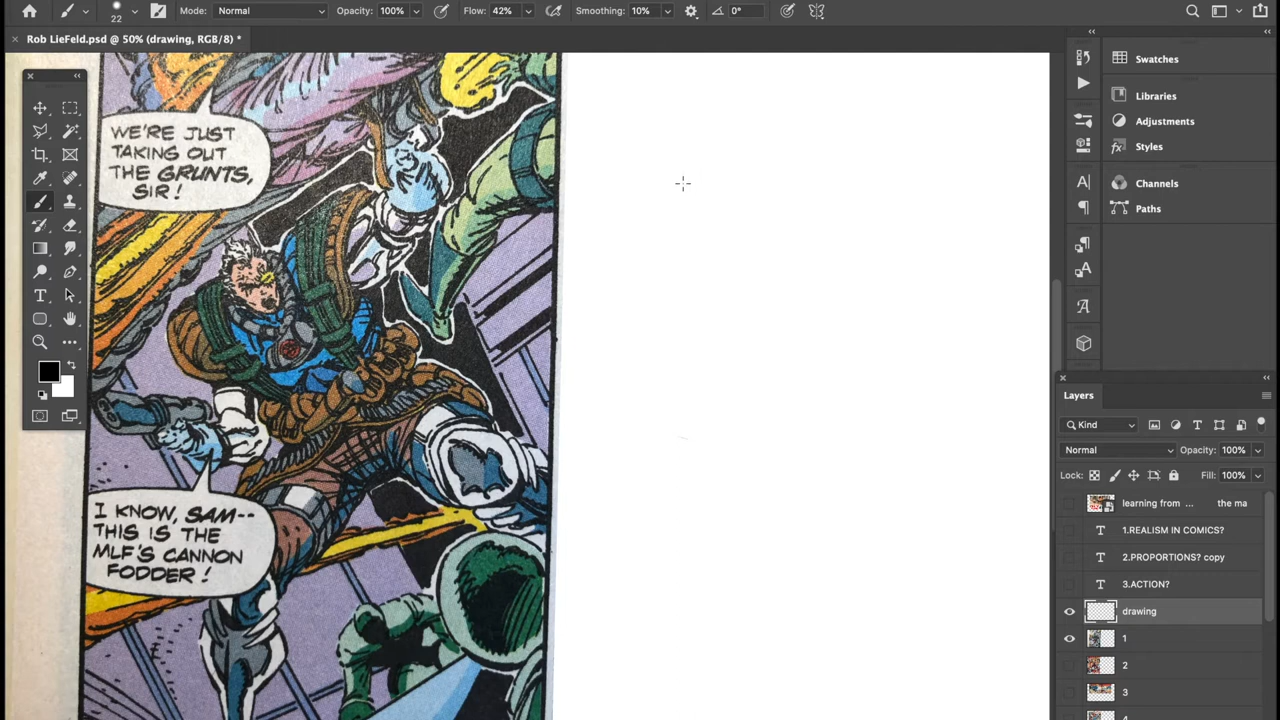 22
Mode:
Normal
Opacity: 100%
Flow: 42%
Smoothing: 10%
0°
Rob LieFeld.psd @ 50% (drawing, RGB/8) *
WE'RE JUST
TAKING OUT
THE GRUNTS,
SIR!
I KNOW, SAM--
THIS IS THE
MLF'S CANNON
FODDER!
Swatches
Libraries
Adjustments
Styles
Channels
Paths
Layers
Kind
Normal
Opacity: 100%
Lock:
Fill: 100%
learning from ... the ma
1.REALISM IN COMICS?
2.PROPORTIONS? copy
3.ACTION?
drawing
1
2
3
4